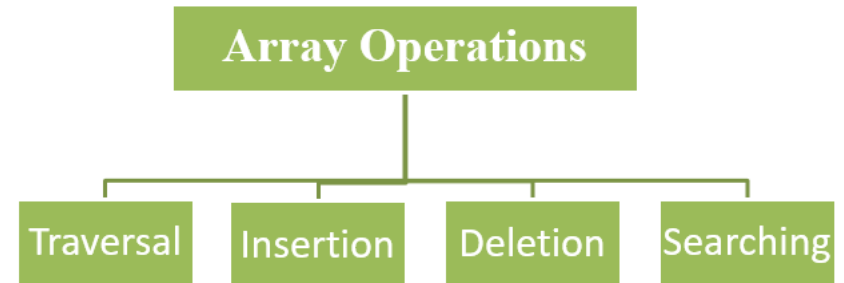 Array Operations
Traversal
Insertion
Deletion
Searching